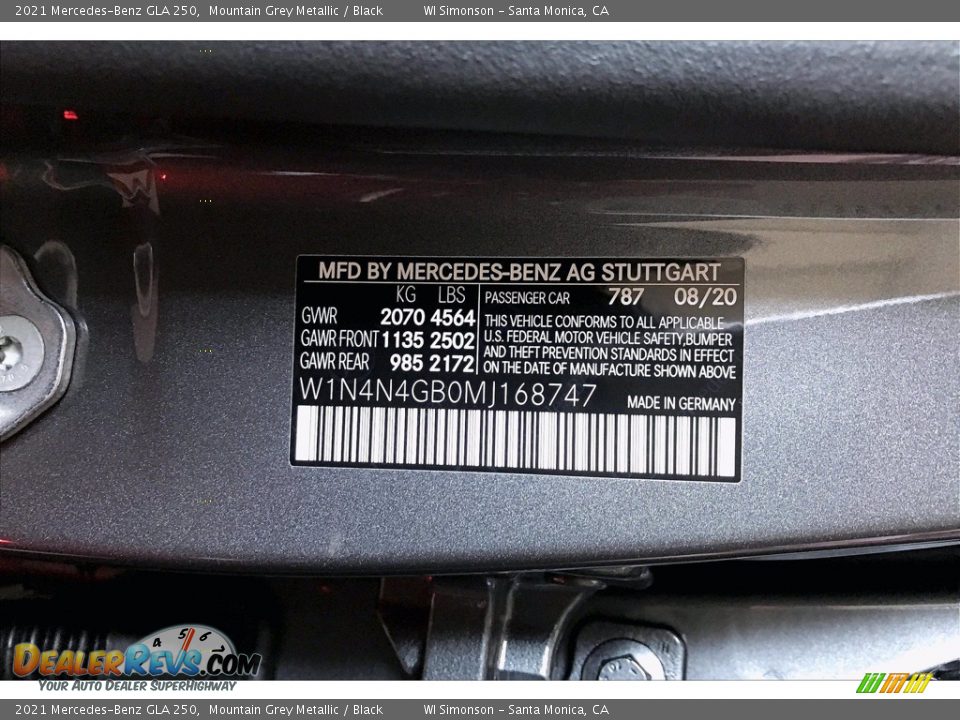 2021 Mercedes-Benz GLA 250, Mountain Grey Metallic / Black WI Simonson - Santa Monica, CA
MFD BY MERCEDES-BENZ AG STUTTGART
KG LBS
GVWR 2070 4564
GAWR FRONT 1135 2502
GAWR REAR 985 2172
PASSENGER CAR 787 08/20
THIS VEHICLE CONFORMS TO ALL APPLICABLE
U.S. FEDERAL MOTOR VEHICLE SAFETY, BUMPER
AND THEFT PREVENTION STANDARDS IN EFFECT
ON THE DATE OF MANUFACTURE SHOWN ABOVE
W1N4N4GB0MJ168747 MADE IN GERMANY
4 5 6
DEALERREVS.COM
YOUR AUTO DEALER SUPERHIGHWAY
2021 Mercedes-Benz GLA 250, Mountain Grey Metallic / Black WI Simonson - Santa Monica, CA